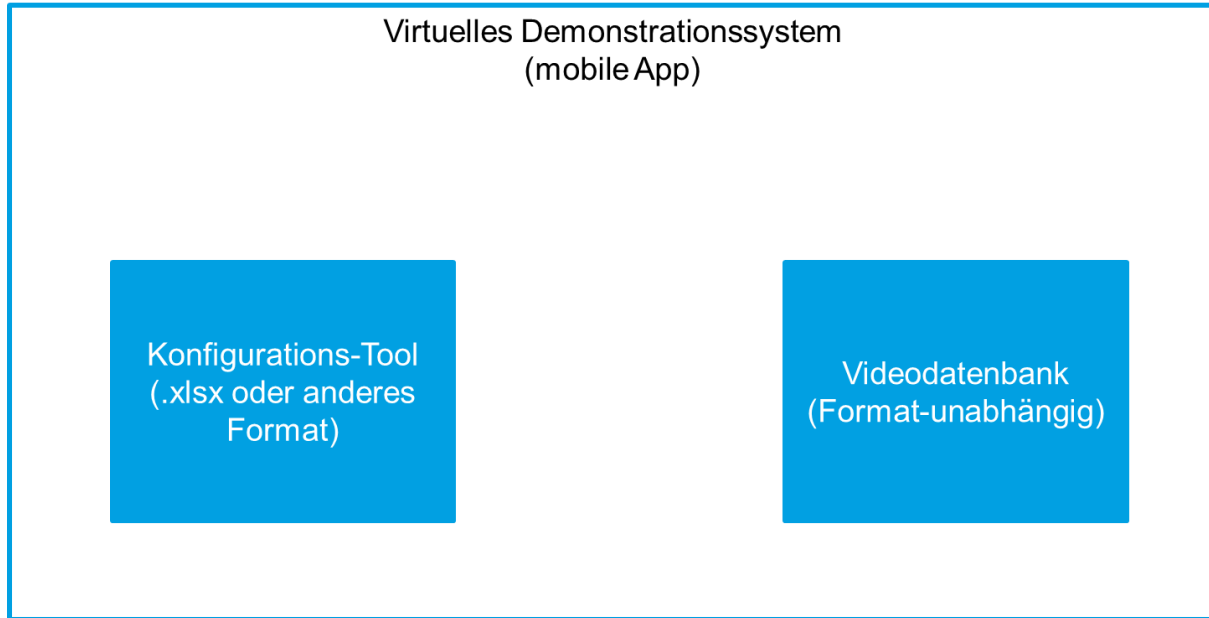 Virtuelles Demonstrationssystem
(mobile App)
Konfigurations-Tool
(.xlsx oder anderes
Format)
Videodatenbank
(Format-unabhängig)